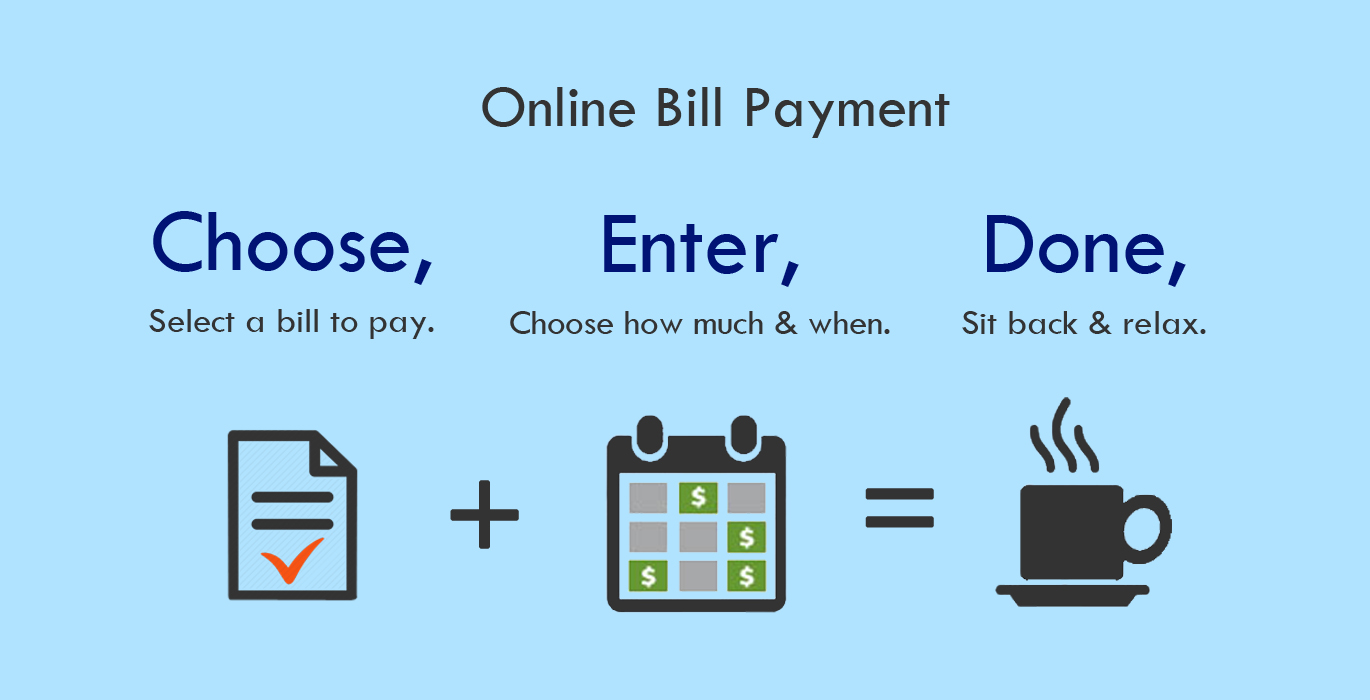 Online Bill Payment
Choose,
Select a bill to pay.
Enter,
Choose how much & when.
Done,
Sit back & relax.
+
=
$
$
$
$